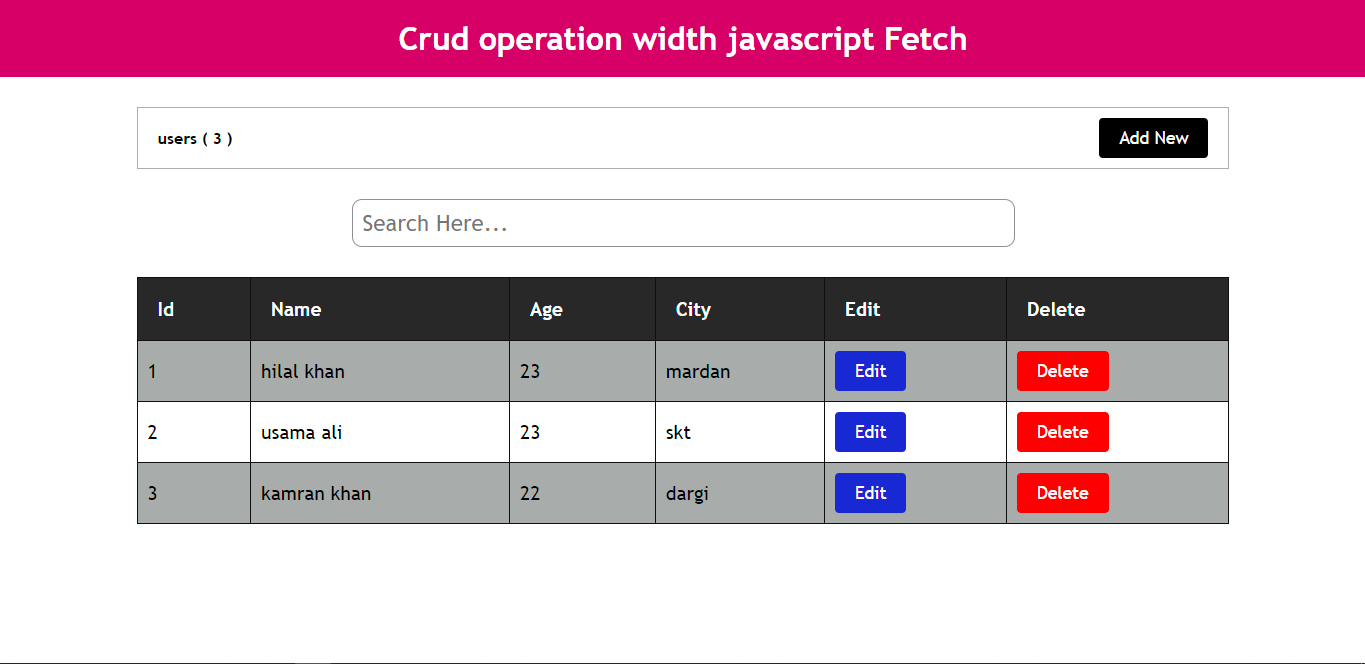 Crud operation width javascript Fetch
users ( 3 ) Add New
Search Here...
Id Name Age City Edit Delete
1 hilal khan 23 mardan Edit Delete
2 usama ali 23 skt Edit Delete
3 kamran khan 22 dargi Edit Delete